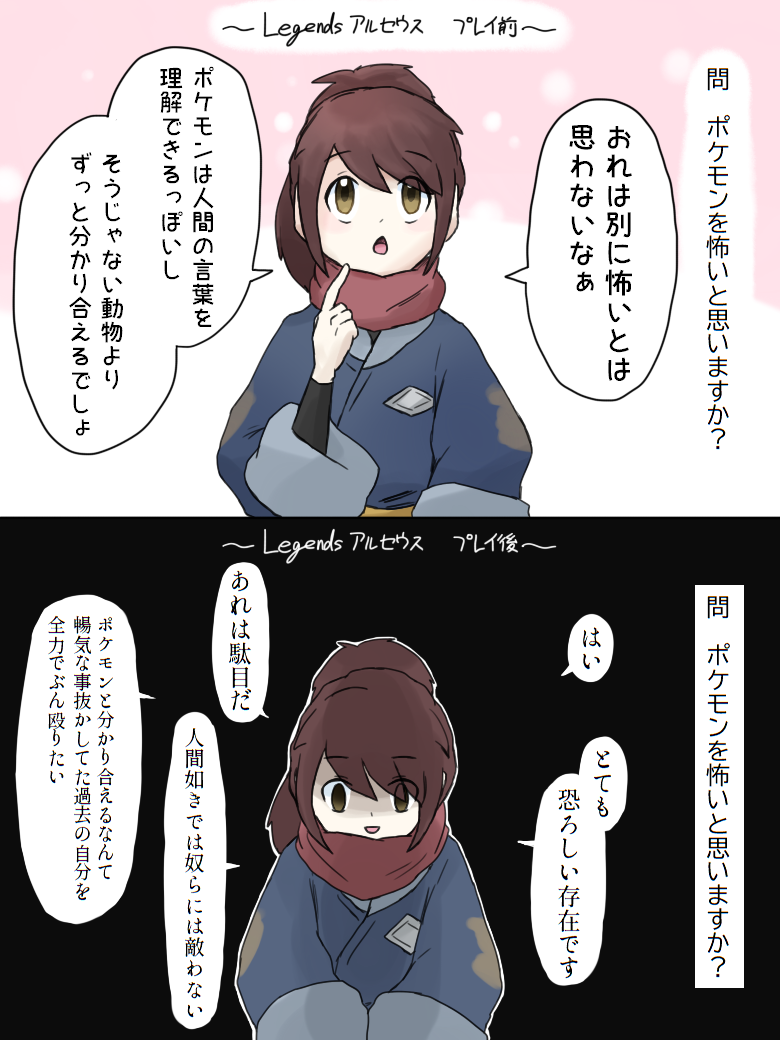 ～ Legends アルセウス　プレイ前～
問　ポケモンを怖いと思いますか？
おれは別に怖いとは
思わないなぁ
ポケモンは人間の言葉を
理解できるっぽいし
そうじゃない動物より
ずっと分かり合えるでしょ
～ Legends アルセウス　プレイ後～
問　ポケモンを怖いと思いますか？
はい
とても
恐ろしい存在です
あれは駄目だ
人間如きでは奴らには敵わない
ポケモンと分かり合えるなんて
暢気な事抜かしてた過去の自分を
全力でぶん殴りたい